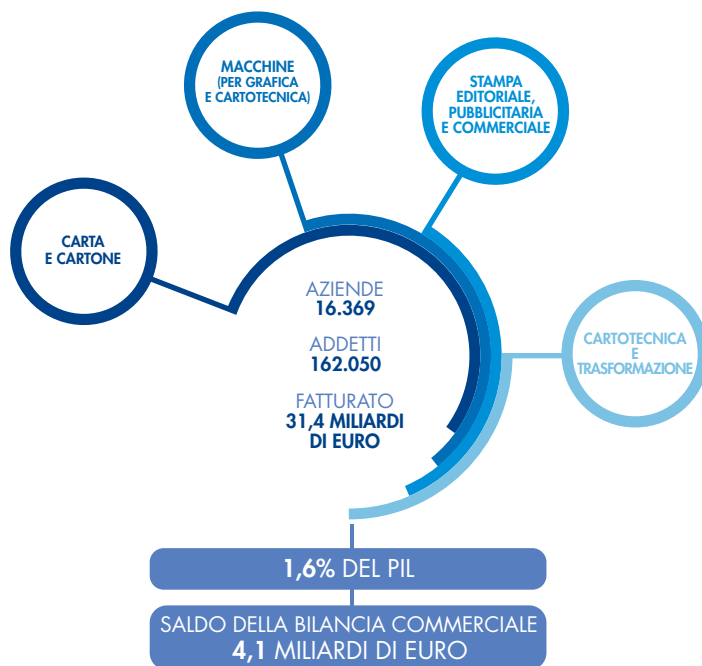 MACCHINE
(PER GRAFICA
E CARTOTECNICA)
STAMPA
EDITORIALE,
PUBBLICITARIA
E COMMERCIALE
CARTA
E CARTONE
AZIENDE
16.369
ADDETTI
162.050
FATTURATO
31,4 MILIARDI
DI EURO
CARTOTECNICA
E
TRASFORMAZIONE
1,6% DEL PIL
SALDO DELLA BILANCIA COMMERCIALE
4,1 MILIARDI DI EURO